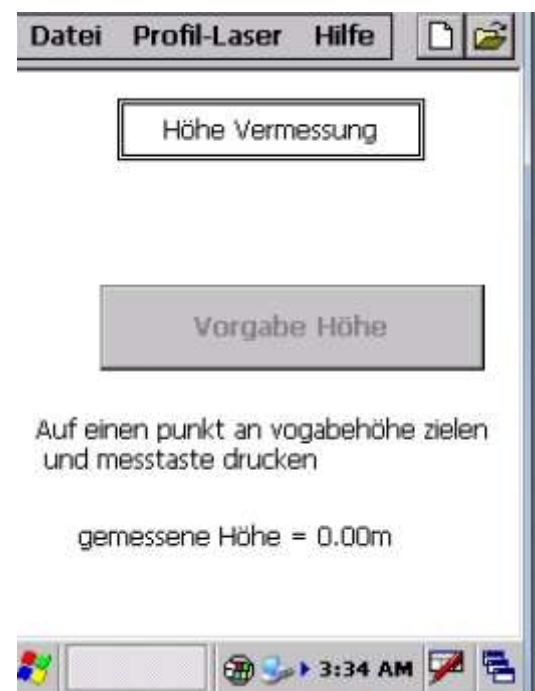 Datei Profil-Laser Hilfe
Höhe Vermessung
Vorgabe Höhe
Auf einen punkt an vogabehöhe zielen
und messtaste drucken
gemessene Höhe = 0.00m
3:34 AM